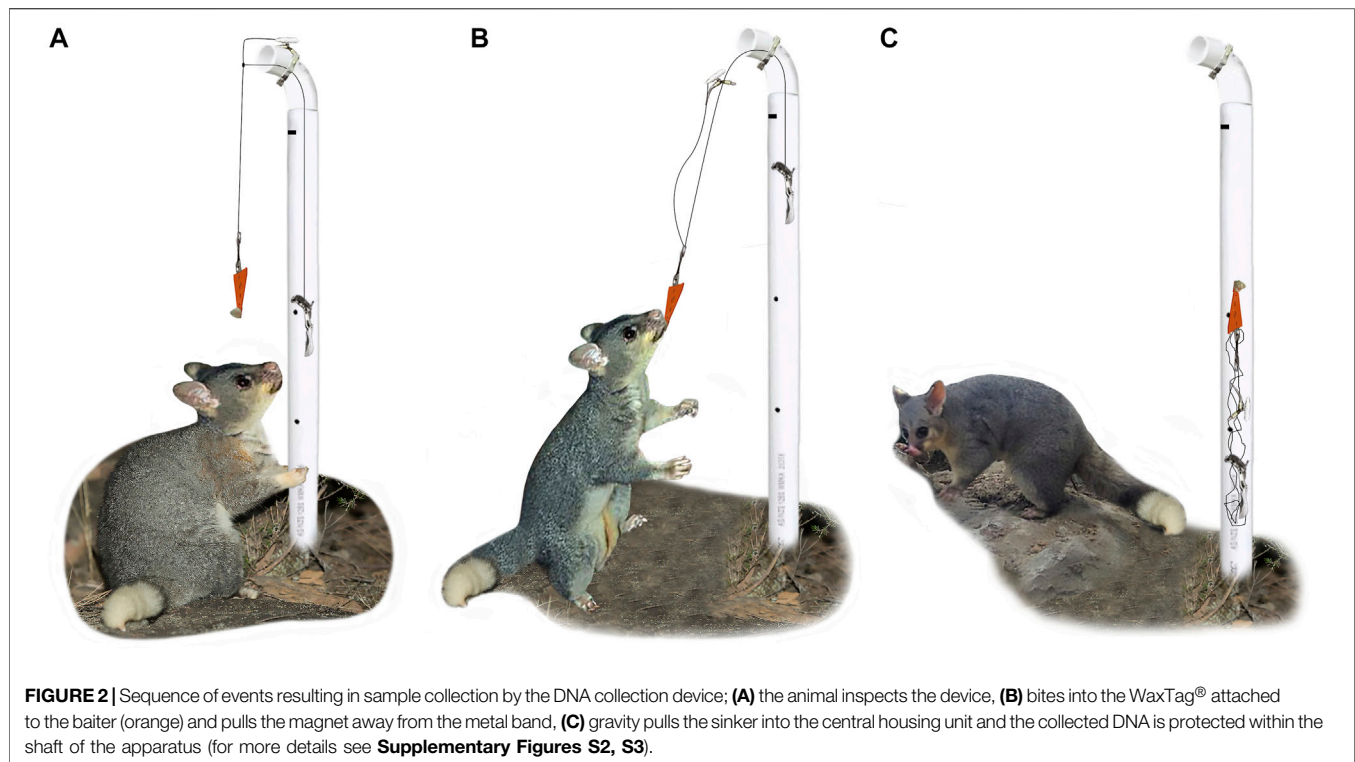 A B C
FIGURE 2 | Sequence of events resulting in sample collection by the DNA collection device; (A) the animal inspects the device, (B) bites into the WaxTag® attached
to the baiter (orange) and pulls the magnet away from the metal band, (C) gravity pulls the sinker into the central housing unit and the collected DNA is protected within the
shaft of the apparatus (for more details see Supplementary Figures S2, S3).